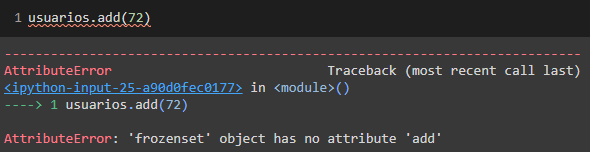 1 usuarios.add(72)
---------------------------------------------------------------------------
AttributeError                            Traceback (most recent call last)
<ipython-input-25-a90d0fec0177> in <module>()
----> 1 usuarios.add(72)
AttributeError: 'frozenset' object has no attribute 'add'